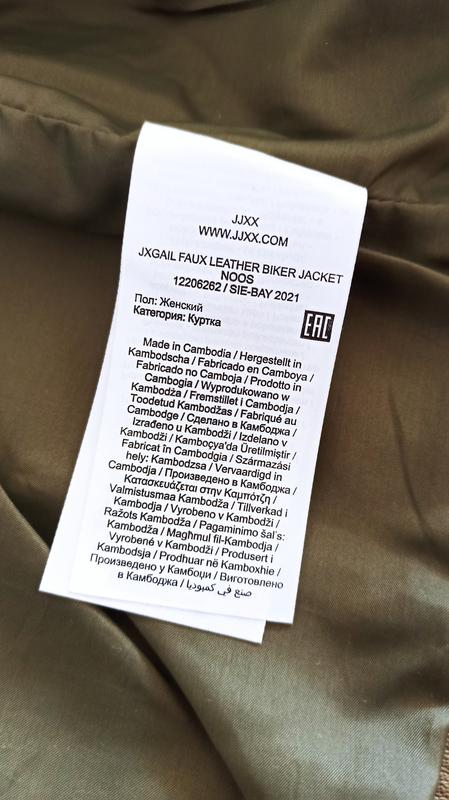 JJXX
WWW.JJXX.COM
JXGAIL FAUX LEATHER BIKER JACKET
NOOS
12206262 / SIE-BAY 2021
Пол: Женский
Категория: Куртка
EAC
Made in Cambodia / Hergestellt in
Kambodscha / Fabricado en Camboya /
Fabricado no Camboja / Prodotto in
Cambogia / Wyprodukowano w
Kambodża / Fremstillet i Cambodja /
Toodetud Kambodžas / Fabriqué au
Cambodge / Сделано в Камбоджа /
Izrađeno u Kambodži / Izdelano v
Kambodži / Kamboçya'da Üretilmiştir /
Fabricat în Cambodgia / Származási
hely: Kambodzsa / Vervaardigd in
Cambodja / Произведено в Камбоджа /
Κατασκευάζεται στην Καμπότζη /
Valmistusmaa Kambodža / Tillverkad i
Kambodja / Vyrobeno v Kambodži /
Ražots Kambodža / Pagaminimo šal's:
Kambodža / Magħmul fil-Kambodja /
Vyrobené v Kambodži / Produsert i
Kambodsja / Prodhuar në Kamboxhie /
Произведено у Камбоџи / Виготовлено
в Камбоджа / صنع في كمبوديا